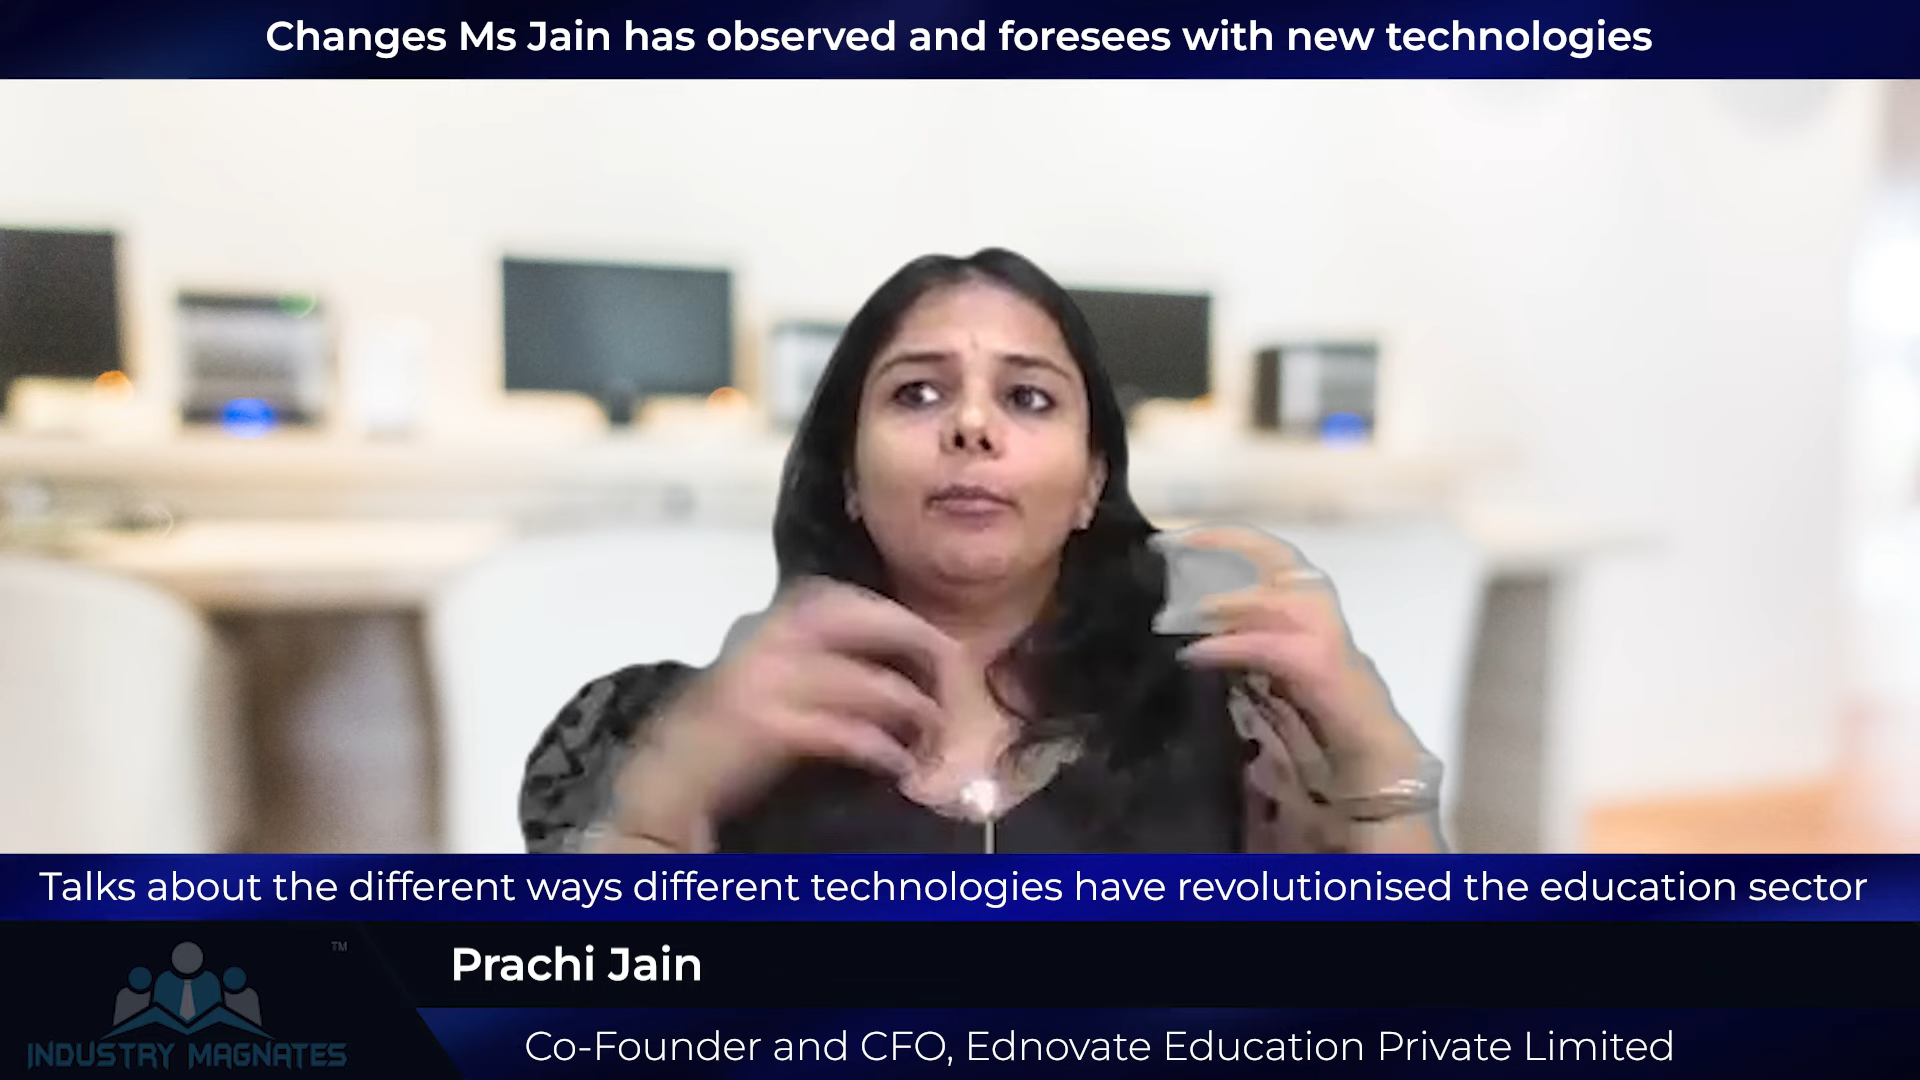 Changes Ms Jain has observed and foresees with new technologies
Talks about the different ways different technologies have revolutionised the education sector
TM
Prachi Jain
INDUSTRY MAGNATES
Co-Founder and CFO, Ednovate Education Private Limited